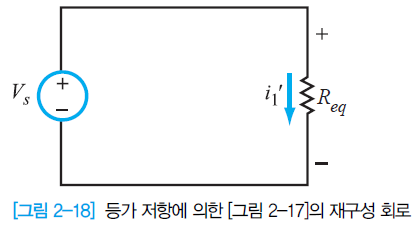 +
V_s
+
−
i_1′
R_eq
−
[그림 2-18] 등가 저항에 의한 [그림 2-17]의 재구성 회로